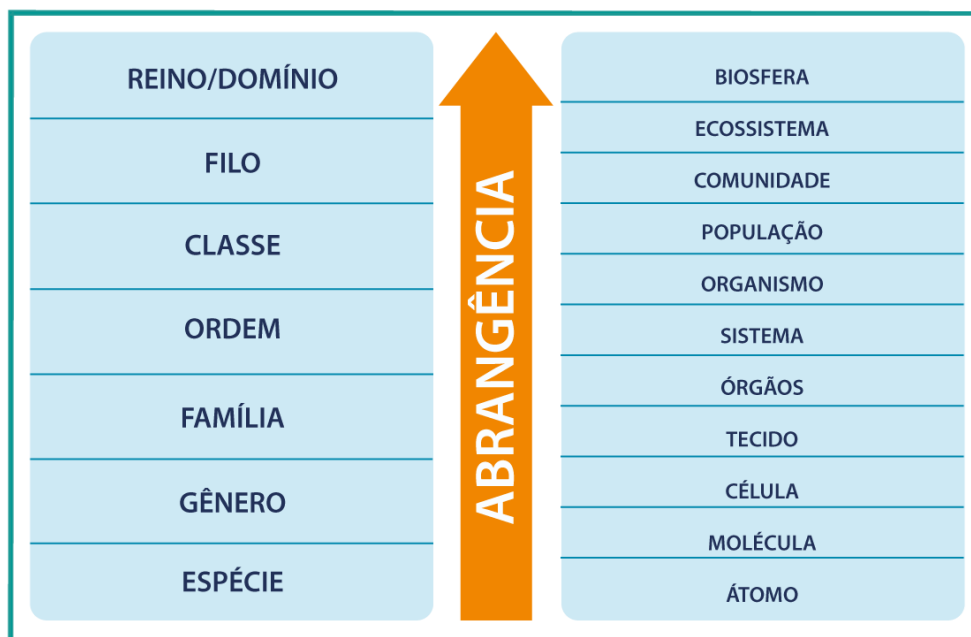 REINO/DOMÍNIO
FILO
CLASSE
ORDEM
FAMÍLIA
GÊNERO
ESPÉCIE
ABRANGÊNCIA
BIOSFERA
ECOSSISTEMA
COMUNIDADE
POPULAÇÃO
ORGANISMO
SISTEMA
ÓRGÃOS
TECIDO
CÉLULA
MOLÉCULA
ÁTOMO